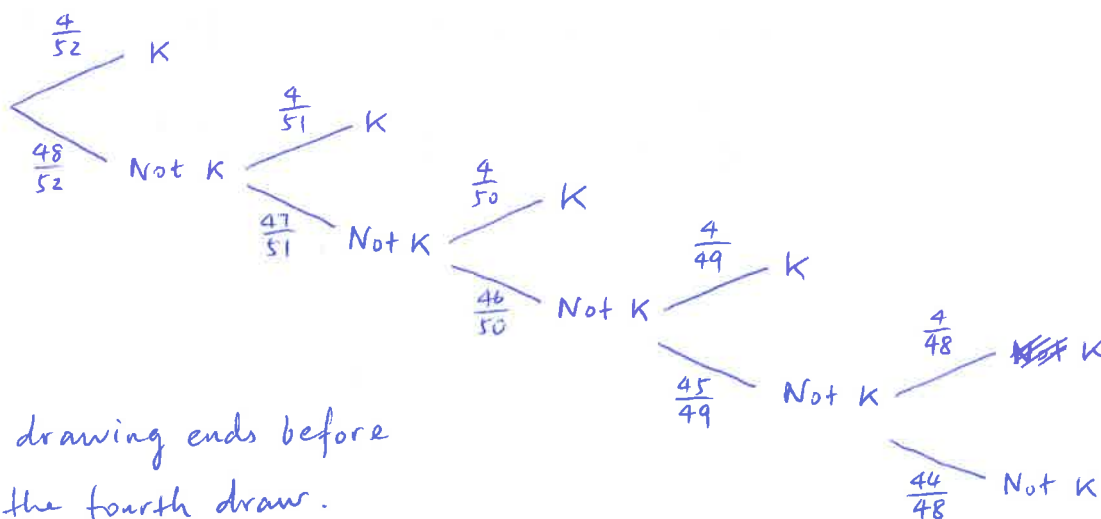 4/52 K
48/52 Not K
4/51 K
47/51 Not K
4/50 K
46/50 Not K
4/49 K
45/49 Not K
4/48 K
44/48 Not K
drawing ends before
the fourth draw.